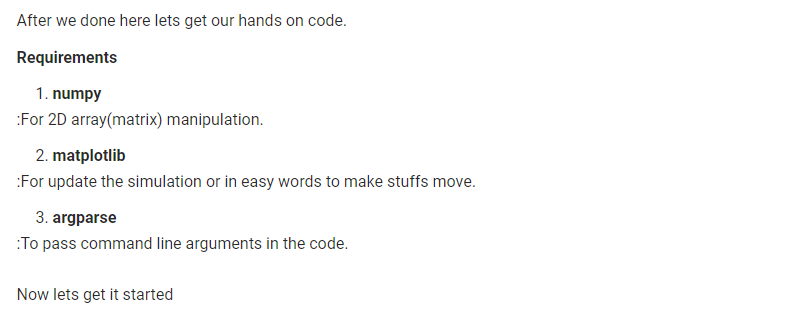 After we done here lets get our hands on code.
Requirements
1. numpy
:For 2D array(matrix) manipulation.
2. matplotlib
:For update the simulation or in easy words to make stuffs move.
3. argparse
:To pass command line arguments in the code.
Now lets get it started